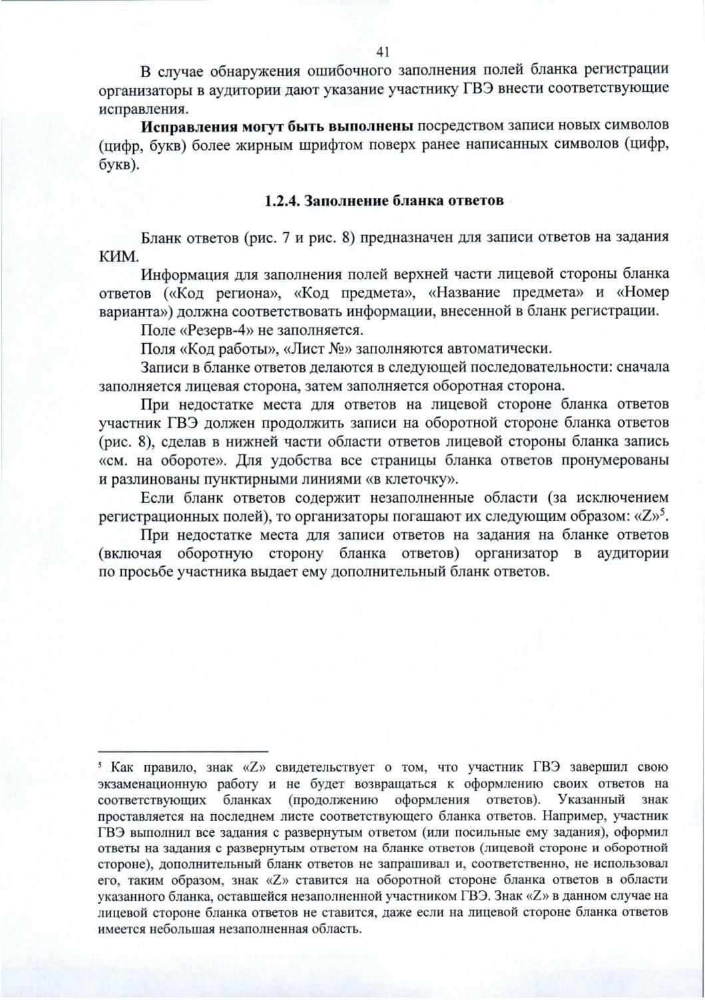 41
В случае обнаружения ошибочного заполнения полей бланка регистрации
организаторы в аудитории дают указание участнику ГВЭ внести соответствующие
исправления.
Исправления могут быть выполнены посредством записи новых символов
(цифр, букв) более жирным шрифтом поверх ранее написанных символов (цифр,
букв).
1.2.4. Заполнение бланка ответов
Бланк ответов (рис. 7 и рис. 8) предназначен для записи ответов на задания
КИМ.
Информация для заполнения полей верхней части лицевой стороны бланка
ответов («Код региона», «Код предмета», «Название предмета» и «Номер
варианта») должна соответствовать информации, внесенной в бланк регистрации.
Поле «Резерв-4» не заполняется.
Поля «Код работы», «Лист №» заполняются автоматически.
Записи в бланке ответов делаются в следующей последовательности: сначала
заполняется лицевая сторона, затем заполняется оборотная сторона.
При недостатке места для ответов на лицевой стороне бланка ответов
участник ГВЭ должен продолжить записи на оборотной стороне бланка ответов
(рис. 8), сделав в нижней части области ответов лицевой стороны бланка запись
«см. на обороте». Для удобства все страницы бланка ответов пронумерованы
и разлинованы пунктирными линиями «в клеточку».
Если бланк ответов содержит незаполненные области (за исключением
регистрационных полей), то организаторы погашают их следующим образом: «Z»⁵.
При недостатке места для записи ответов на задания на бланке ответов
(включая оборотную сторону бланка ответов) организатор в аудитории
по просьбе участника выдает ему дополнительный бланк ответов.
⁵ Как правило, знак «Z» свидетельствует о том, что участник ГВЭ завершил свою
экзаменационную работу и не будет возвращаться к оформлению своих ответов на
соответствующих бланках (продолжению оформления ответов). Указанный знак
проставляется на последнем листе соответствующего бланка ответов. Например, участник
ГВЭ выполнил все задания с развернутым ответом (или посильные ему задания), оформил
ответы на задания с развернутым ответом на бланке ответов (лицевой стороне и оборотной
стороне), дополнительный бланк ответов не запрашивал и, соответственно, не использовал
его, таким образом, знак «Z» ставится на оборотной стороне бланка ответов в области
указанного бланка, оставшейся незаполненной участником ГВЭ. Знак «Z» в данном случае на
лицевой стороне бланка ответов не ставится, даже если на лицевой стороне бланка ответов
имеется небольшая незаполненная область.